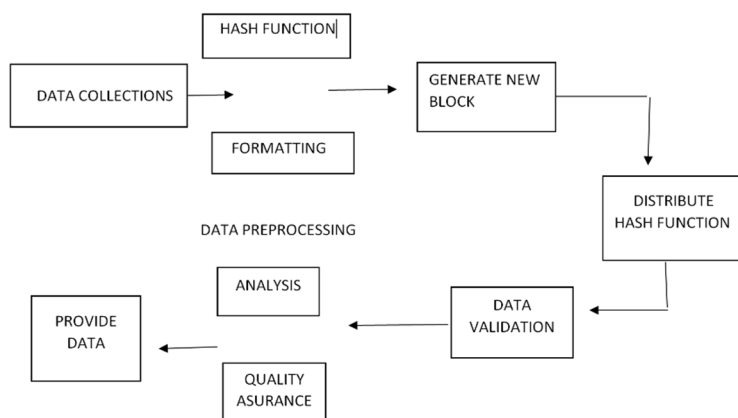 HASH FUNCTION
DATA COLLECTIONS
GENERATE NEW
BLOCK
FORMATTING
DISTRIBUTE
HASH FUNCTION
DATA PREPROCESSING
ANALYSIS
DATA
VALIDATION
PROVIDE
DATA
QUALITY
ASURANCE